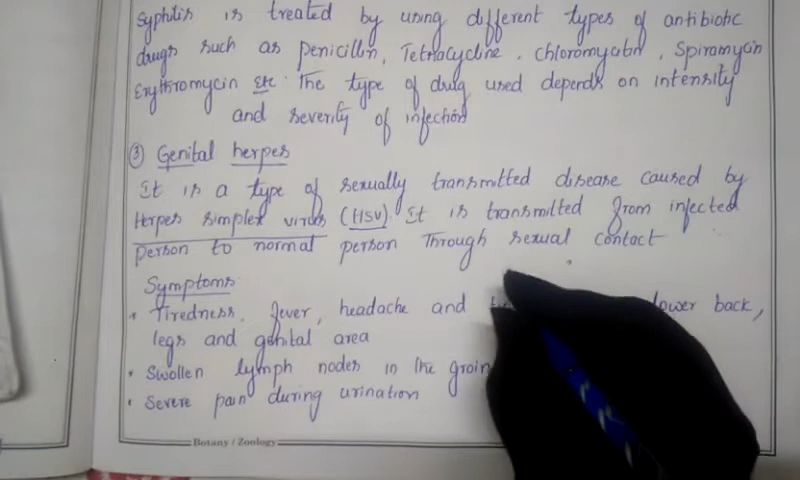 Syphilis is treated by using different types of antibiotic
drugs such as penicillin, Tetracycline, chloromycetin, Spiramycin
Erythromycin Etc. The type of drug used depends on intensity
and severity of infection
③ Genital herpes
It is a type of sexually transmitted disease caused by
Herpes simplex virus (HSV). It is transmitted from infected
person to normal person Through sexual contact
Symptoms
* Tiredness, fever, headache and lower back,
legs and genital area
* Swollen lymph nodes in the groin
* Severe pain during urination
Botany / Zoology